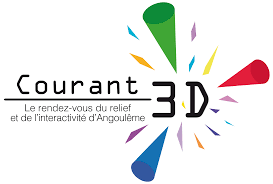 Courant 3D
Le rendez-vous du relief
et de l'interactivité d'Angoulême